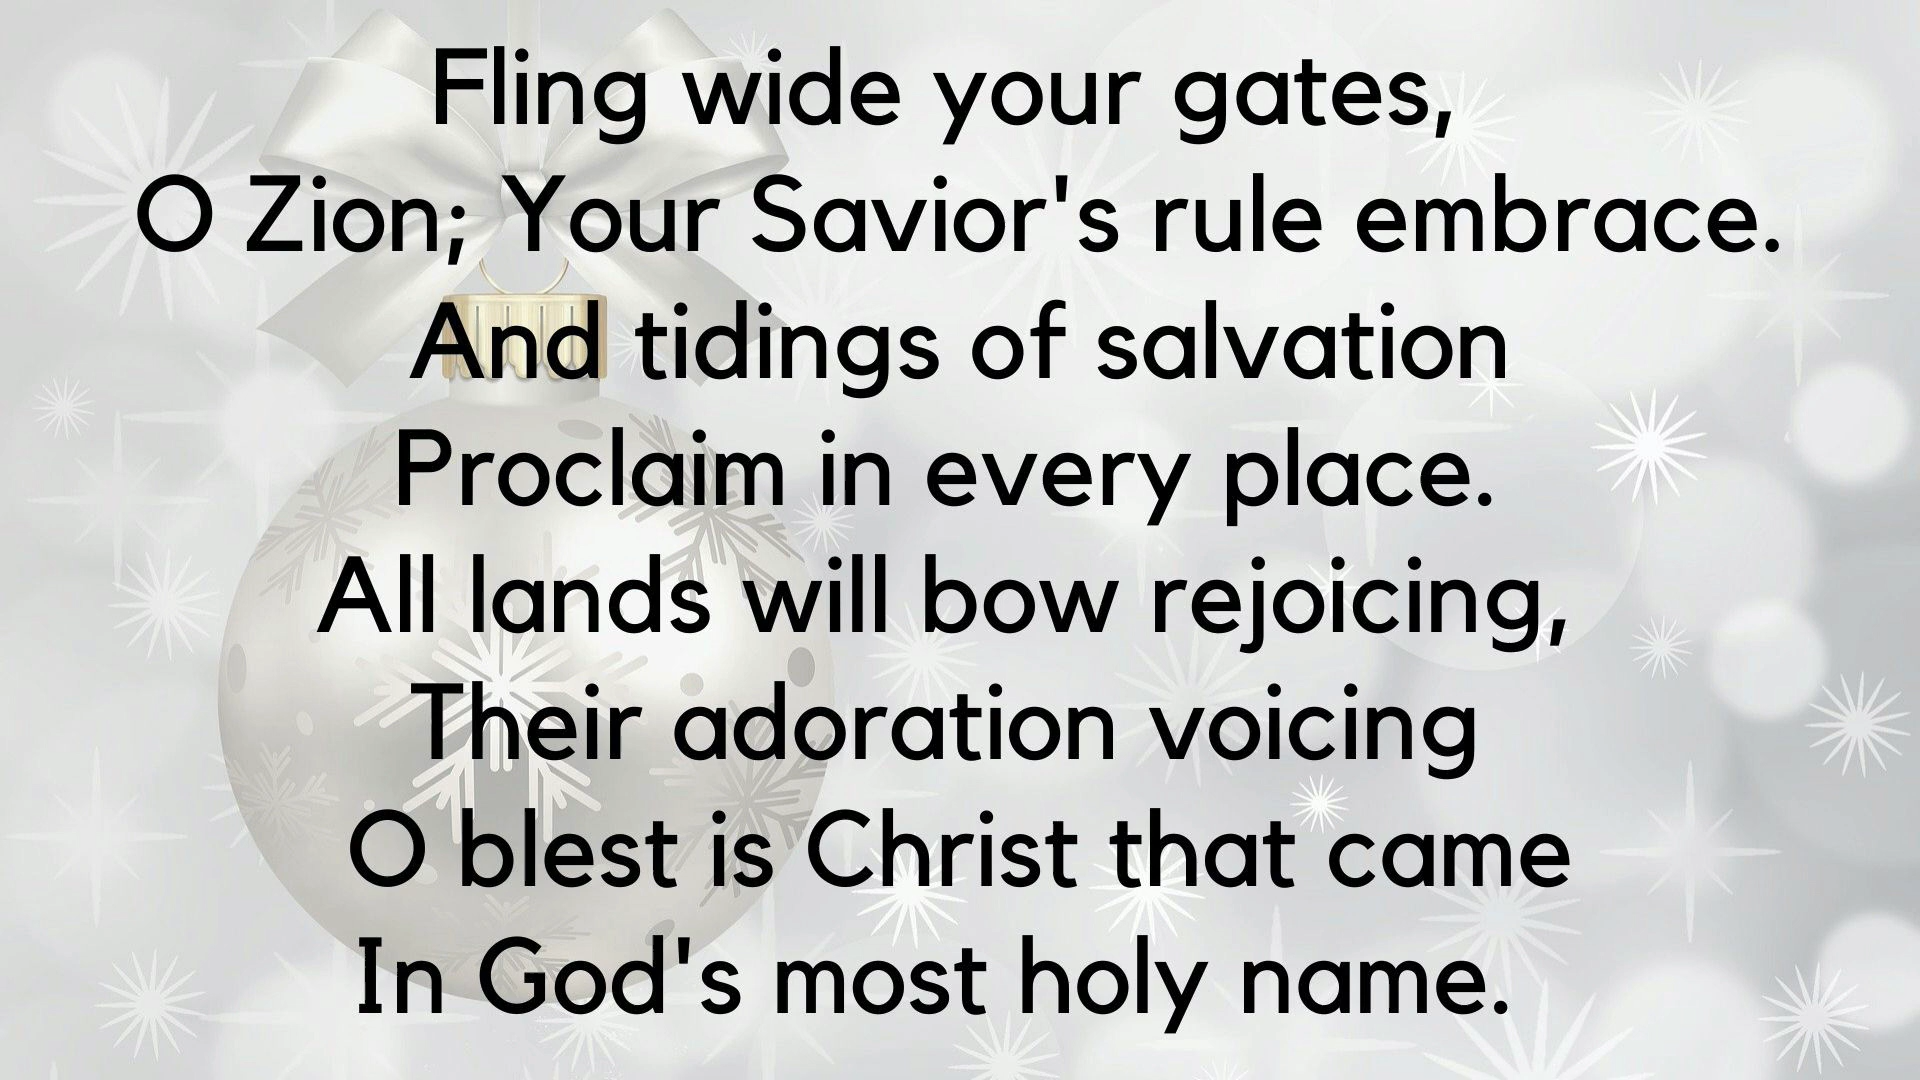 Fling wide your gates,
O Zion; Your Savior's rule embrace.
And tidings of salvation
Proclaim in every place.
All lands will bow rejoicing,
Their adoration voicing
O blest is Christ that came
In God's most holy name.